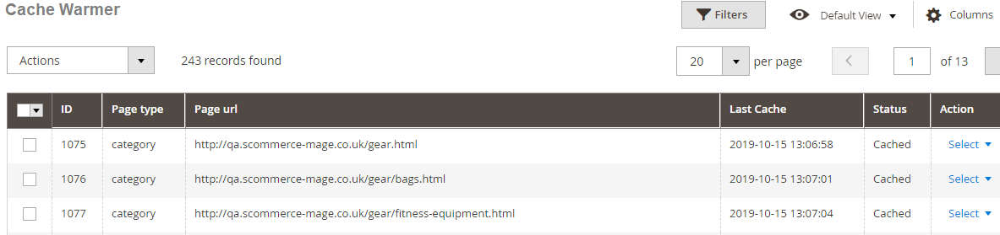 Cache Warmer
Filters
Default View
Columns
Actions
243 records found
20
per page
1
of 13
ID Page type Page url Last Cache Status Action
1075 category http://qa.scommerce-mage.co.uk/gear.html 2019-10-15 13:06:58 Cached Select
1076 category http://qa.scommerce-mage.co.uk/gear/bags.html 2019-10-15 13:07:01 Cached Select
1077 category http://qa.scommerce-mage.co.uk/gear/fitness-equipment.html 2019-10-15 13:07:04 Cached Select